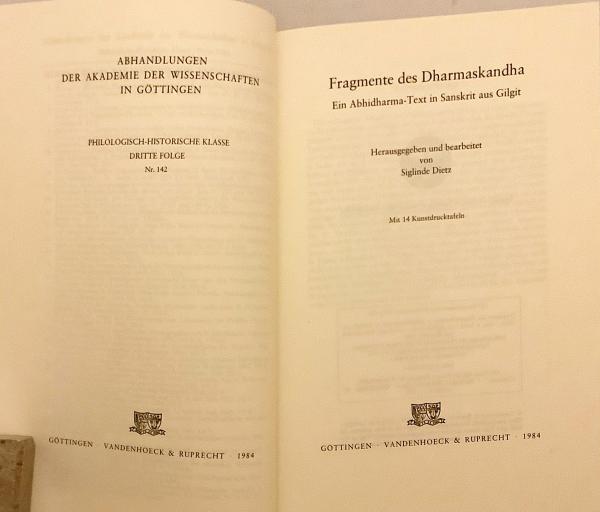 ABHANDLUNGEN
DER AKADEMIE DER WISSENSCHAFTEN
IN GÖTTINGEN
PHILOLOGISCH-HISTORISCHE KLASSE
DRITTE FOLGE
Nr. 142
GÖTTINGEN · VANDENHOECK & RUPRECHT · 1984
Fragmente des Dharmaskandha
Ein Abhidharma-Text in Sanskrit aus Gilgit
Herausgegeben und bearbeitet
von
Siglinde Dietz
Mit 14 Kunstdrucktafeln
GÖTTINGEN · VANDENHOECK & RUPRECHT · 1984